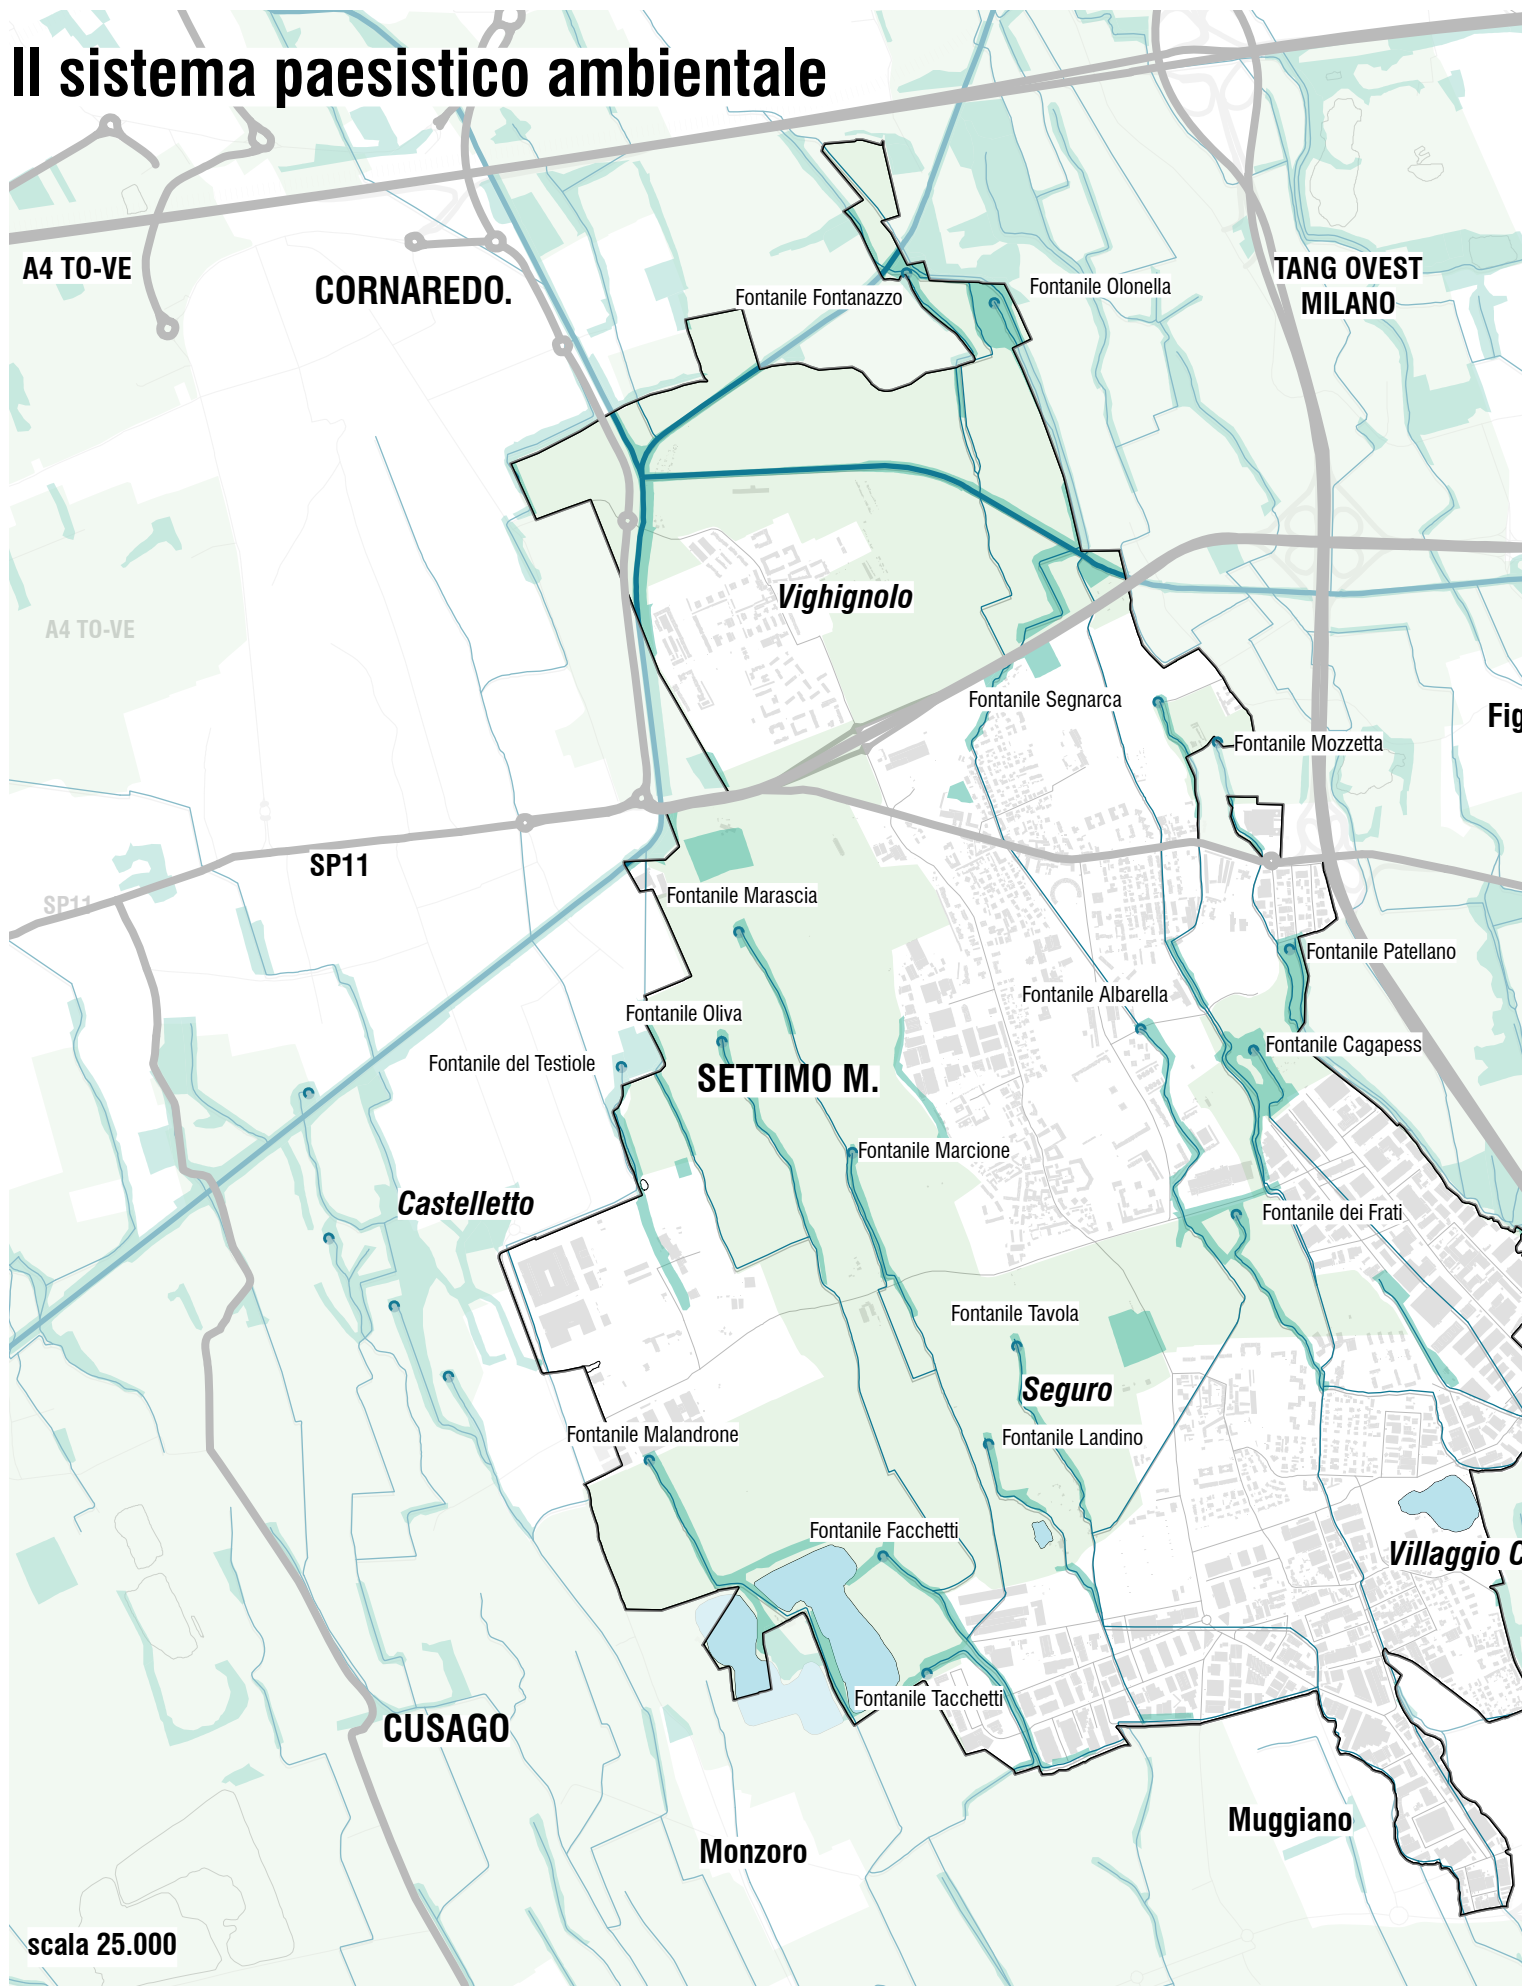 Il sistema paesistico ambientale
A4 TO-VE
CORNAREDO.
TANG OVEST
MILANO
Fontanile Fontanazzo
Fontanile Olonella
Vighignolo
A4 TO-VE
Fontanile Segnarca
Fig
Fontanile Mozzetta
SP11
SP11
Fontanile Marascia
Fontanile Patellano
Fontanile Albarella
Fontanile Oliva
Fontanile Cagapess
Fontanile del Testiole
SETTIMO M.
Fontanile Marcione
Castelletto
Fontanile dei Frati
Fontanile Tavola
Seguro
Fontanile Malandrone
Fontanile Landino
Fontanile Facchetti
Villaggio C
Fontanile Tacchetti
CUSAGO
Muggiano
Monzoro
scala 25.000